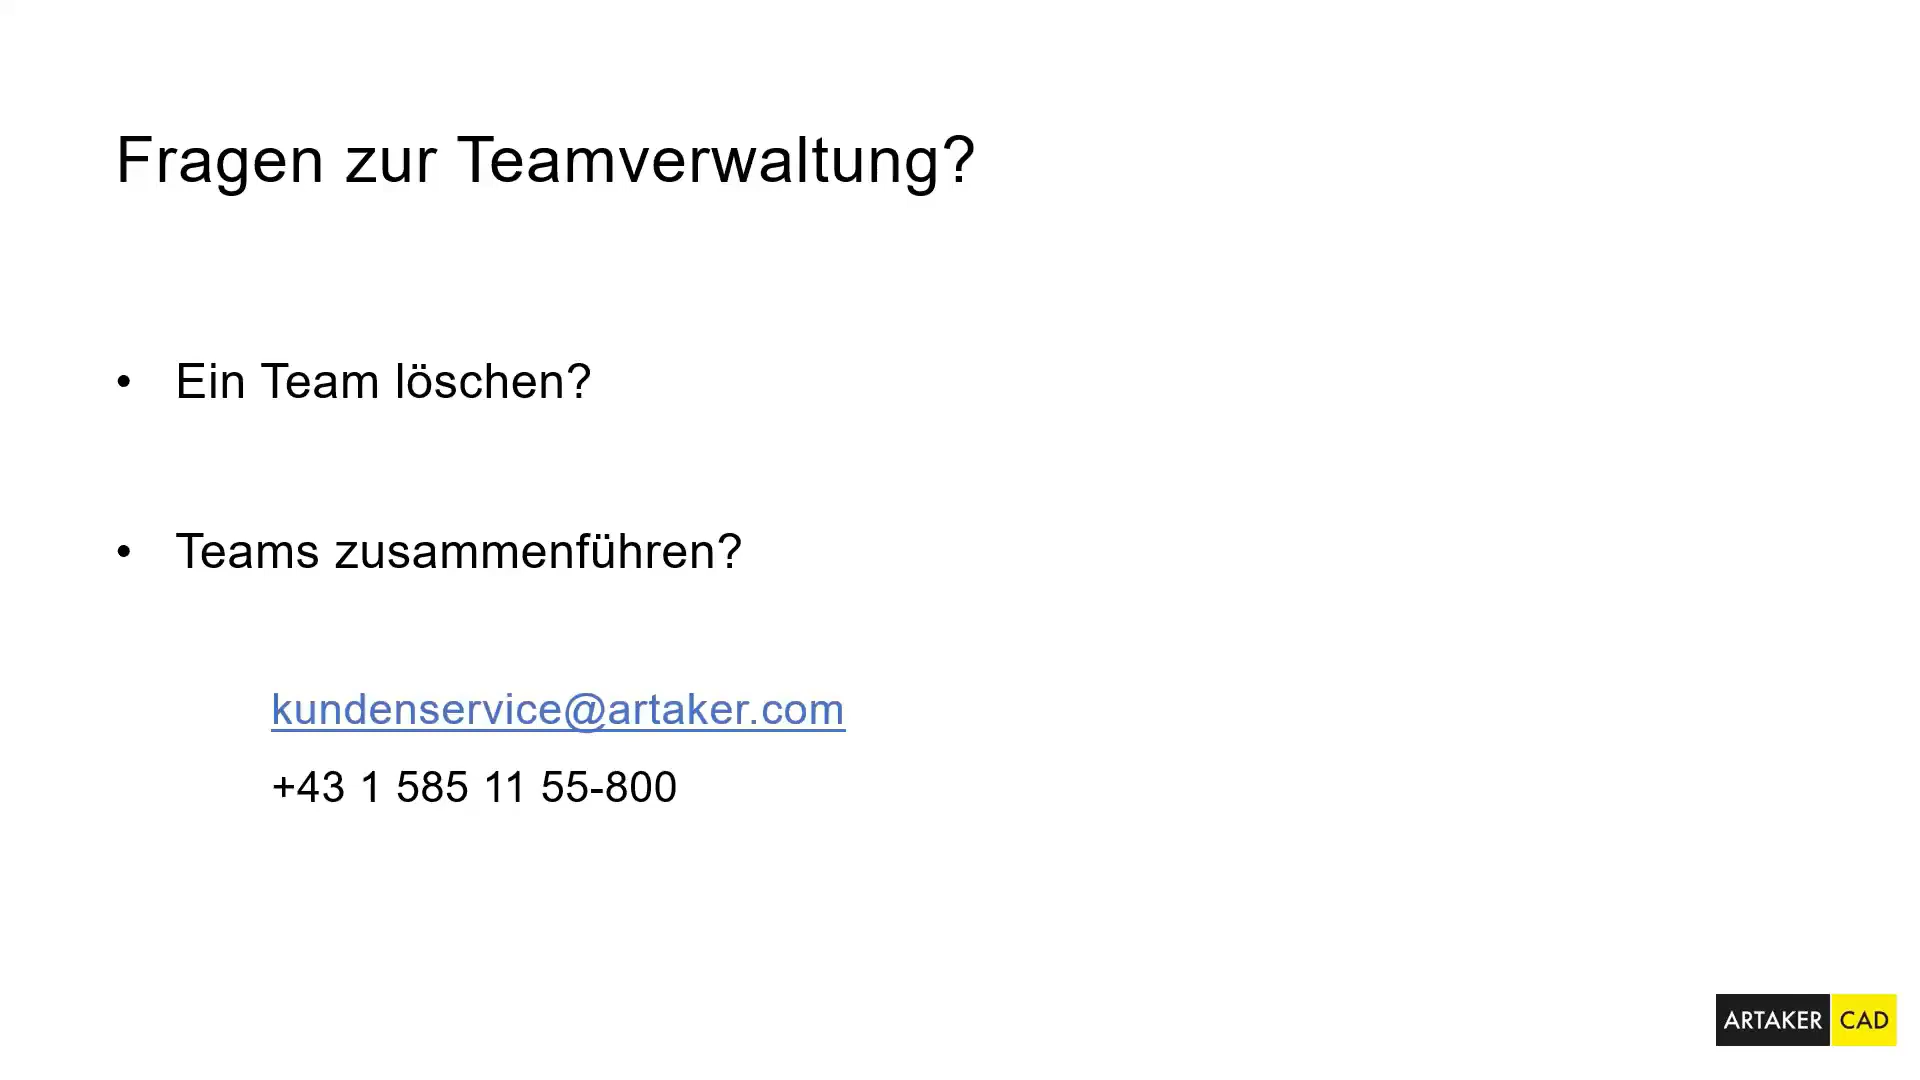 Fragen zur Teamverwaltung?
• Ein Team löschen?
• Teams zusammenführen?
kundenservice@artaker.com
+43 1 585 11 55-800
ARTAKER CAD